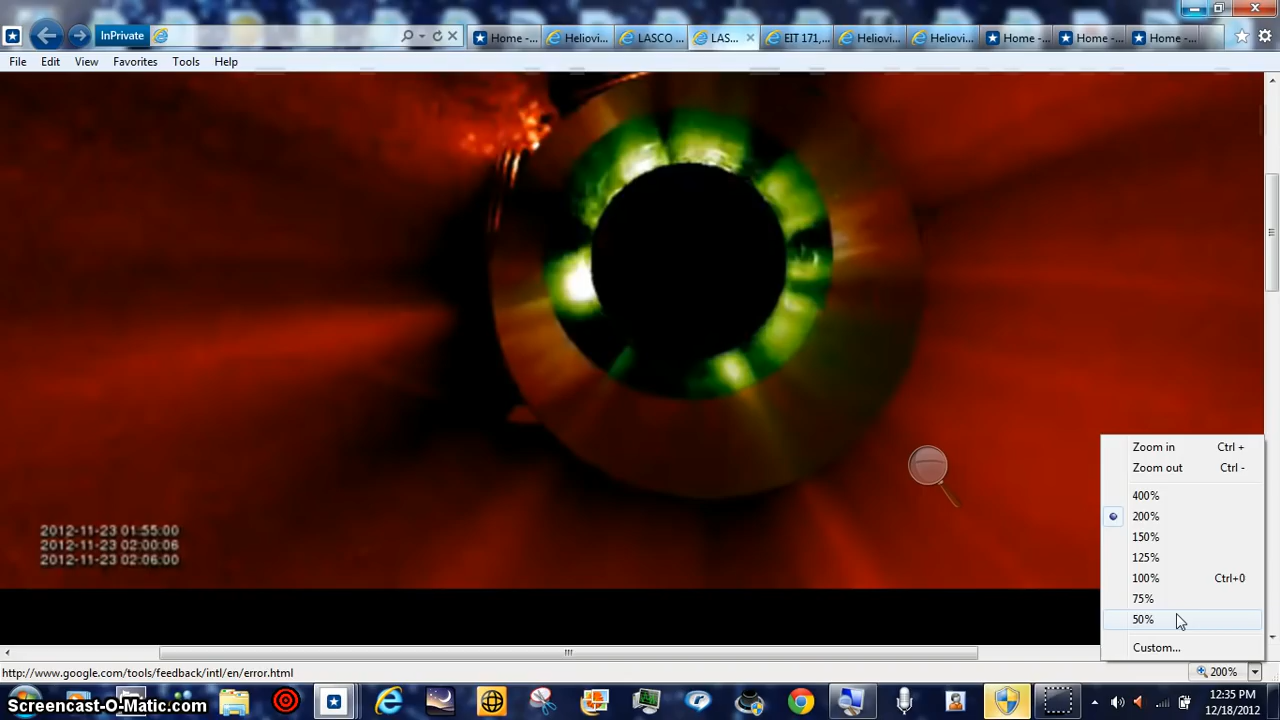 InPrivate
Home -...
Heliovi...
LASCO ...
LAS...
EIT 171,...
Heliovi...
Heliovi...
Home -...
Home -...
Home -...
File Edit View Favorites Tools Help
2012-11-23 01:55:00
2012-11-23 02:00:06
2012-11-23 02:06:00
Zoom in Ctrl +
Zoom out Ctrl -
400%
200%
150%
125%
100% Ctrl+0
75%
50%
Custom...
http://www.google.com/tools/feedback/intl/en/error.html
200%
Screencast-O-Matic.com
12:35 PM
12/18/2012